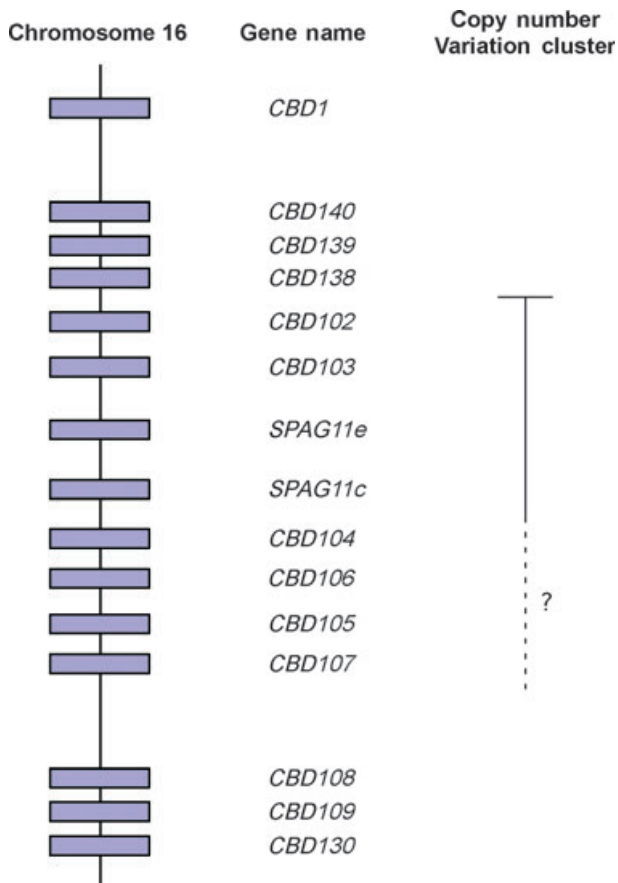 Chromosome 16
Gene name
Copy number
Variation cluster
CBD1
CBD140
CBD139
CBD138
CBD102
CBD103
SPAG11e
SPAG11c
CBD104
CBD106
CBD105
CBD107
?
CBD108
CBD109
CBD130